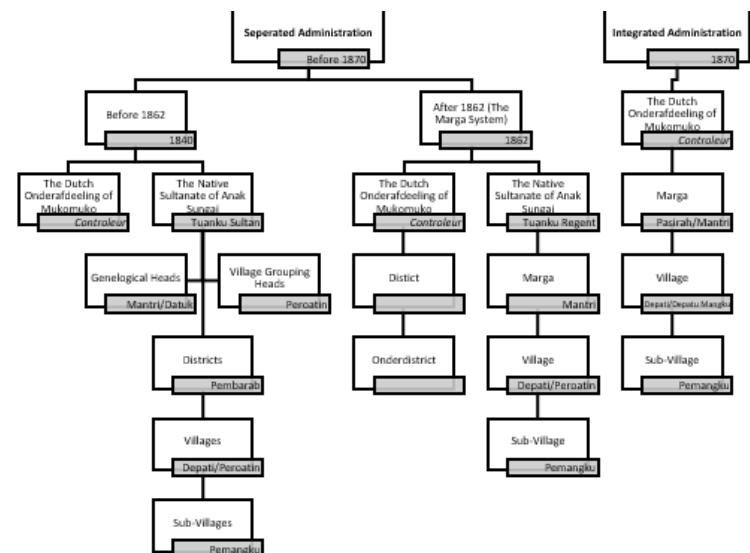 Seperated Administration
Before 1870
Integrated Administration
1870
Before 1862
1840
After 1862 (The
Marga System)
1862
The Dutch
Onderafdeeling of
Mukomuko
Controleur
The Dutch
Onderafdeeling of
Mukomuko
Controleur
The Native
Sultanate of Anak
Sungai
Tuanku Sultan
The Dutch
Onderafdeeling of
Mukomuko
Controleur
The Native
Sultanate of Anak
Sungai
Tuanku Regent
Marga
Pasirah/Mantri
Genelogical Heads
Mantri/Datuk
Village Grouping
Heads
Peroatin
Distict
Marga
Mantri
Village
Depati/Depatu Mangku
Districts
Pembarab
Onderdistrict
Village
Depati/Peroatin
Sub-Village
Pemangku
Villages
Depati/Peroatin
Sub-Village
Pemangku
Sub-Villages
Pemangku